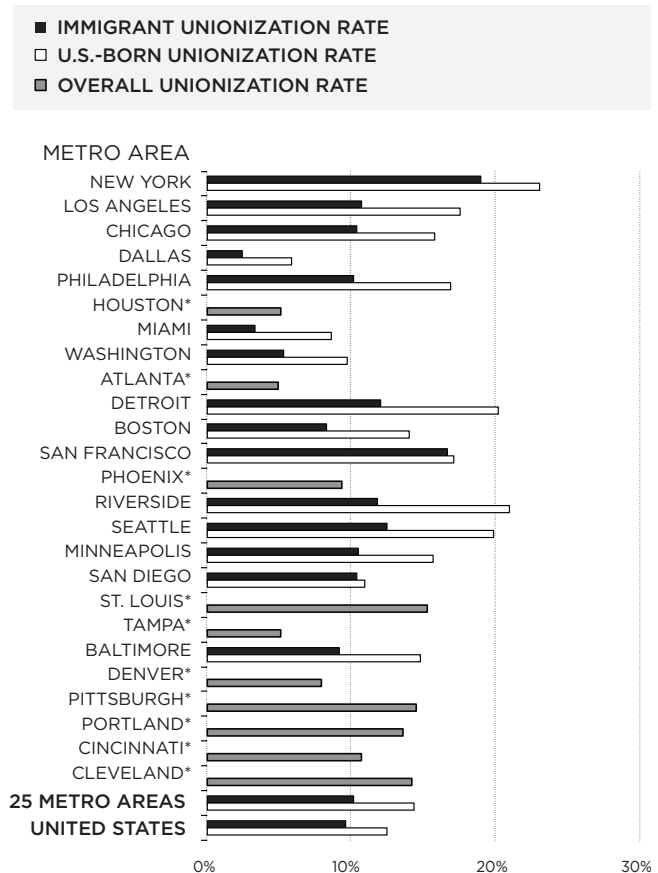 IMMIGRANT UNIONIZATION RATE
U.S.-BORN UNIONIZATION RATE
OVERALL UNIONIZATION RATE
METRO AREA
NEW YORK
LOS ANGELES
CHICAGO
DALLAS
PHILADELPHIA
HOUSTON*
MIAMI
WASHINGTON
ATLANTA*
DETROIT
BOSTON
SAN FRANCISCO
PHOENIX*
RIVERSIDE
SEATTLE
MINNEAPOLIS
SAN DIEGO
ST. LOUIS*
TAMPA*
BALTIMORE
DENVER*
PITTSBURGH*
PORTLAND*
CINCINNATI*
CLEVELAND*
25 METRO AREAS
UNITED STATES
0% 10% 20% 30%